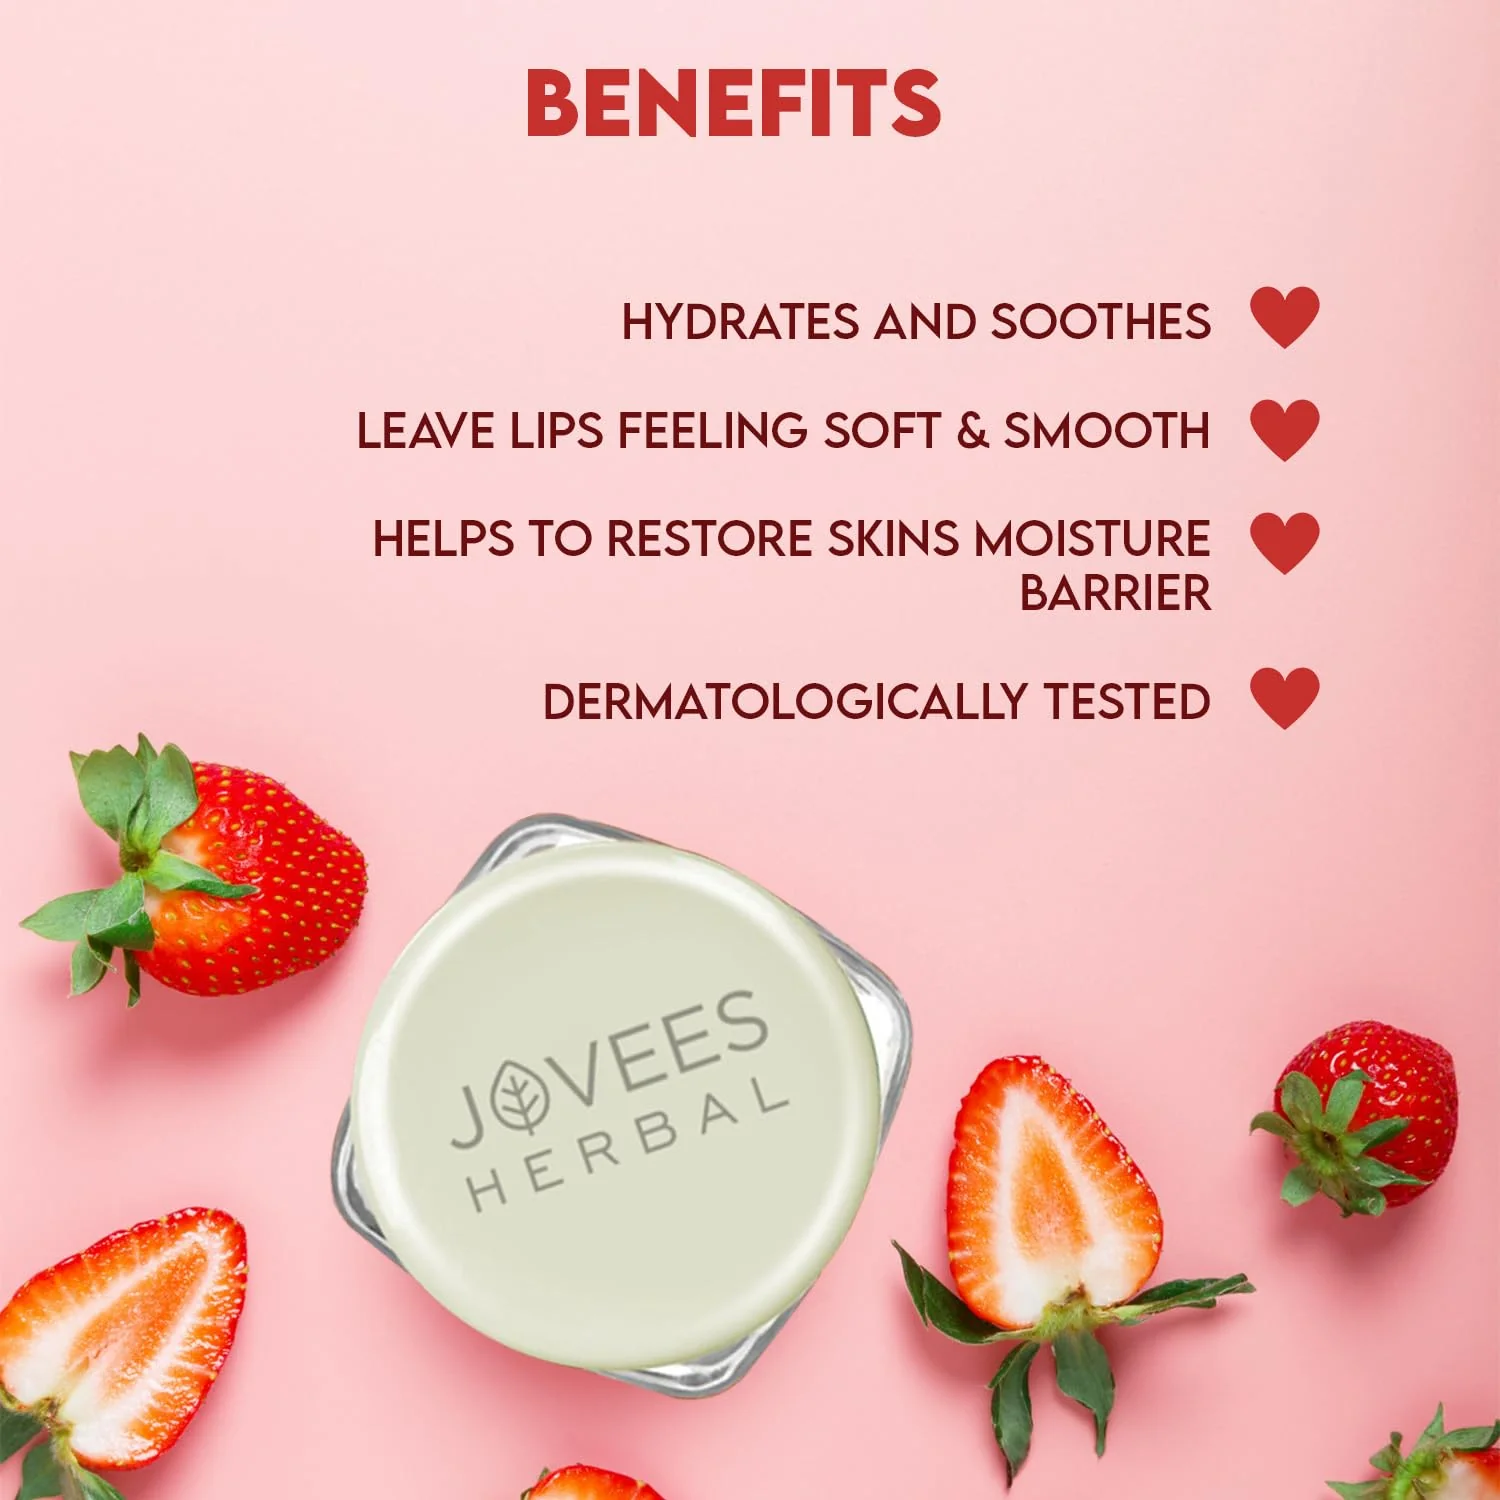 BENEFITS
HYDRATES AND SOOTHES
LEAVE LIPS FEELING SOFT & SMOOTH
HELPS TO RESTORE SKINS MOISTURE
BARRIER
DERMATOLOGICALLY TESTED
JOVEES
HERBAL